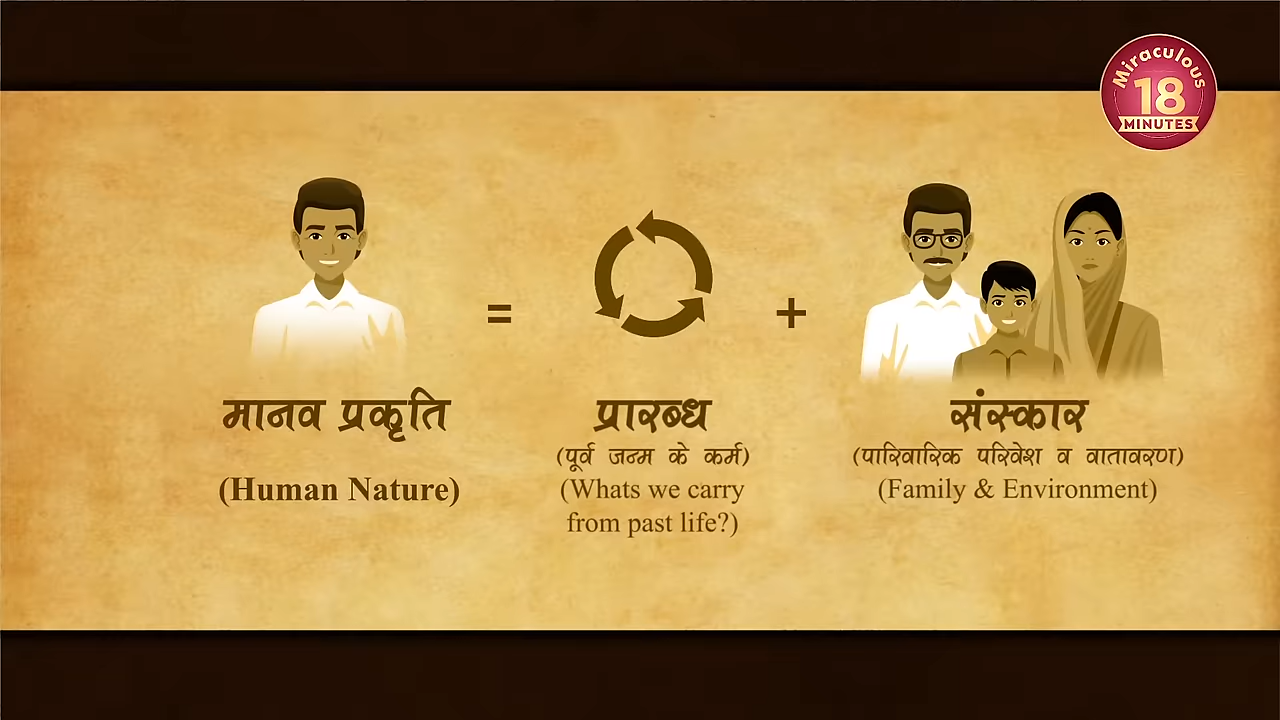 Miraculous
18
MINUTES
=
+
मानव प्रकृति
(Human Nature)
प्रारब्ध
(पूर्व जन्म के कर्म)
(Whats we carry
from past life?)
संस्कार
(पारिवारिक परिवेश व वातावरण)
(Family & Environment)